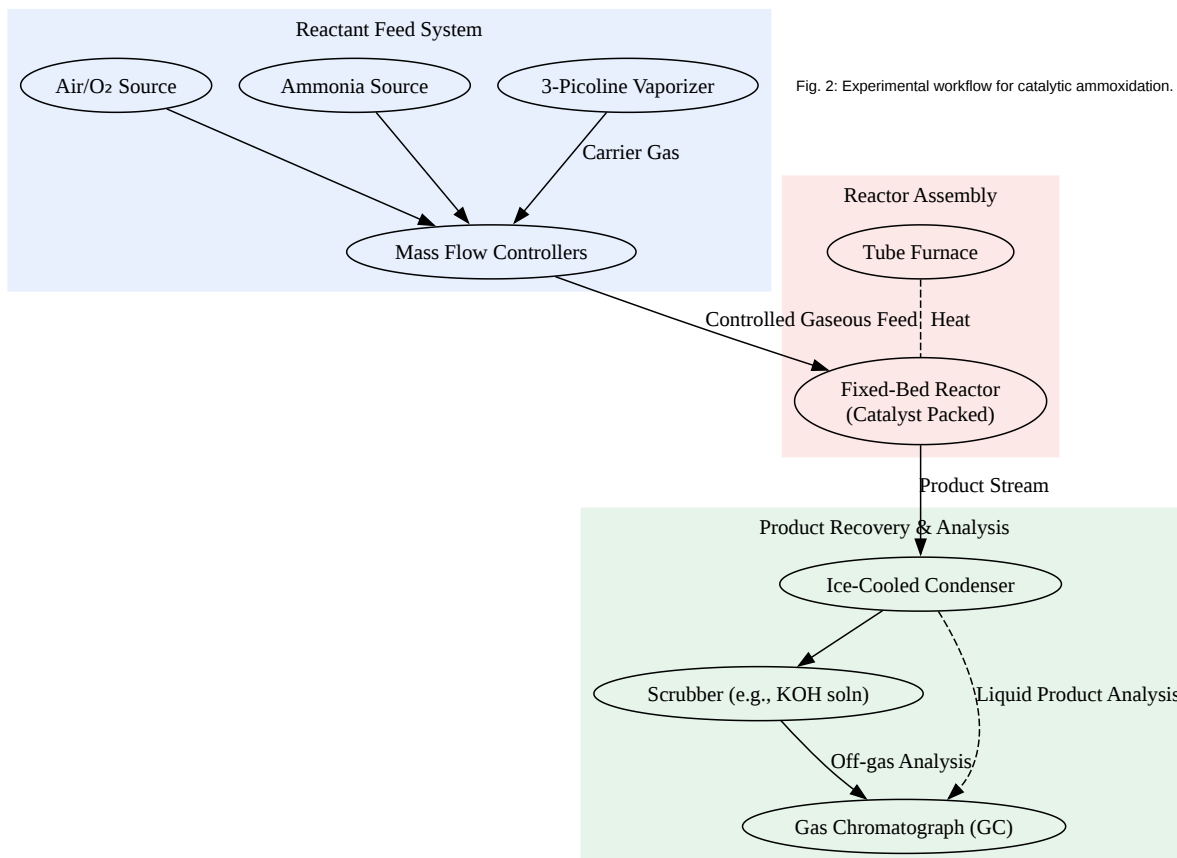 Reactant Feed System
Air/O₂ Source
Ammonia Source
3-Picoline Vaporizer
Fig. 2: Experimental workflow for catalytic ammoxidation.
Carrier Gas
Reactor Assembly
Mass Flow Controllers
Tube Furnace
Controlled Gaseous Feed
Heat
Fixed-Bed Reactor
(Catalyst Packed)
Product Stream
Product Recovery & Analysis
Ice-Cooled Condenser
Scrubber (e.g., KOH soln)
Liquid Product Analysis
Off-gas Analysis
Gas Chromatograph (GC)